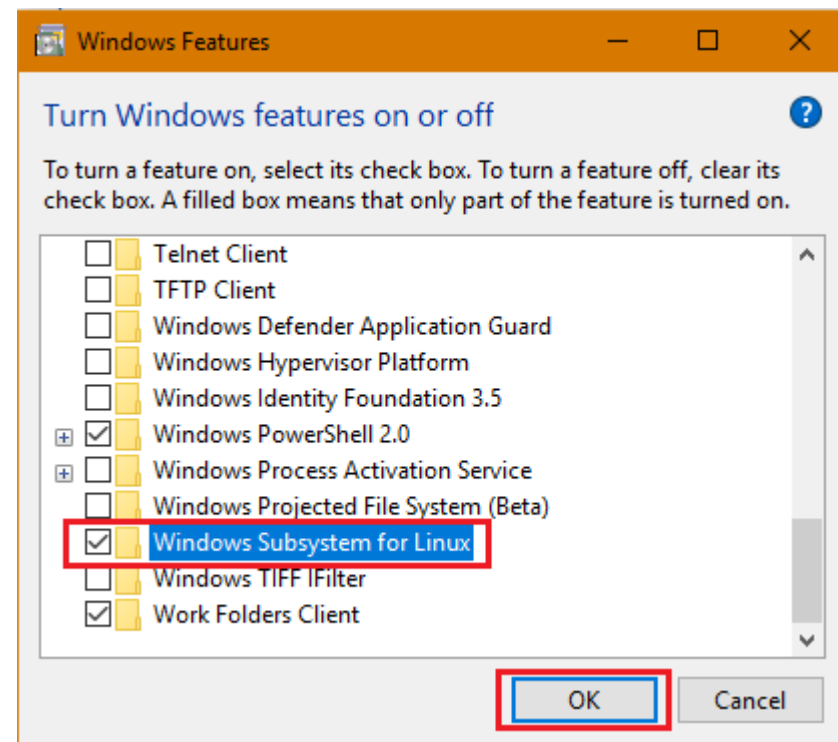 Windows Features
Turn Windows features on or off
?
To turn a feature on, select its check box. To turn a feature off, clear its
check box. A filled box means that only part of the feature is turned on.
Telnet Client
TFTP Client
Windows Defender Application Guard
Windows Hypervisor Platform
Windows Identity Foundation 3.5
Windows PowerShell 2.0
Windows Process Activation Service
Windows Projected File System (Beta)
Windows Subsystem for Linux
Windows TIFF IFilter
Work Folders Client
OK Cancel